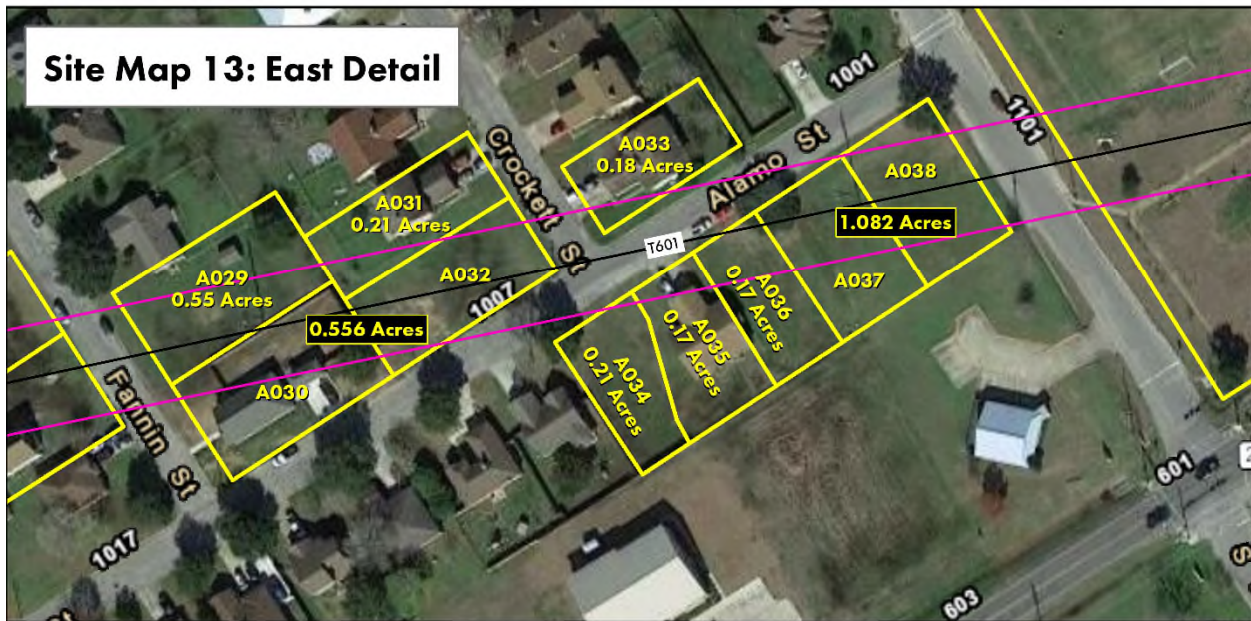 Site Map 13: East Detail
1001
1101
Crockett St
A033
0.18 Acres
Alamo St
A038
A031
0.21 Acres
1.082 Acres
T601
A029
0.55 Acres
A032
1007
A037
A036
0.17 Acres
0.556 Acres
A035
0.17 Acres
A034
0.21 Acres
A030
Fannin St
601
2
1017
603
St
S